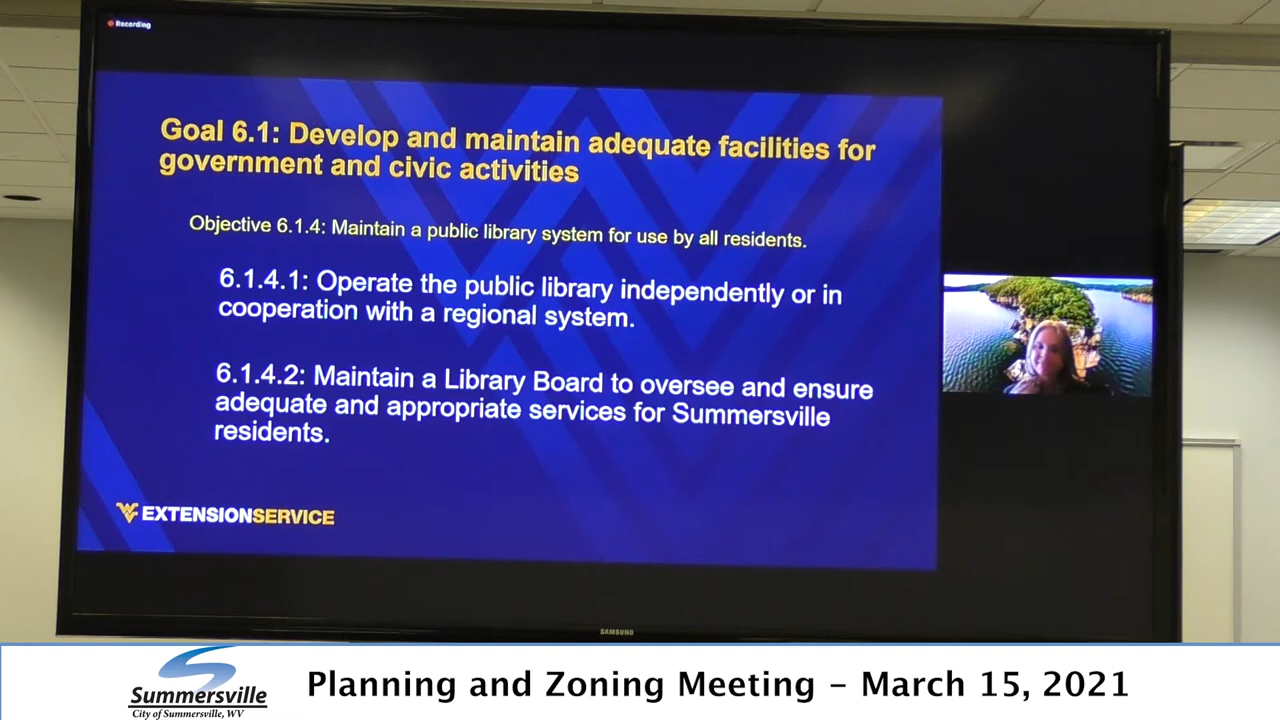 Recording
Goal 6.1: Develop and maintain adequate facilities for
government and civic activities
Objective 6.1.4: Maintain a public library system for use by all residents.
6.1.4.1: Operate the public library independently or in
cooperation with a regional system.
6.1.4.2: Maintain a Library Board to oversee and ensure
adequate and appropriate services for Summersville
residents.
WV EXTENSIONSERVICE
SAMSUNG
Summersville
City of Summersville, WV
Planning and Zoning Meeting – March 15, 2021